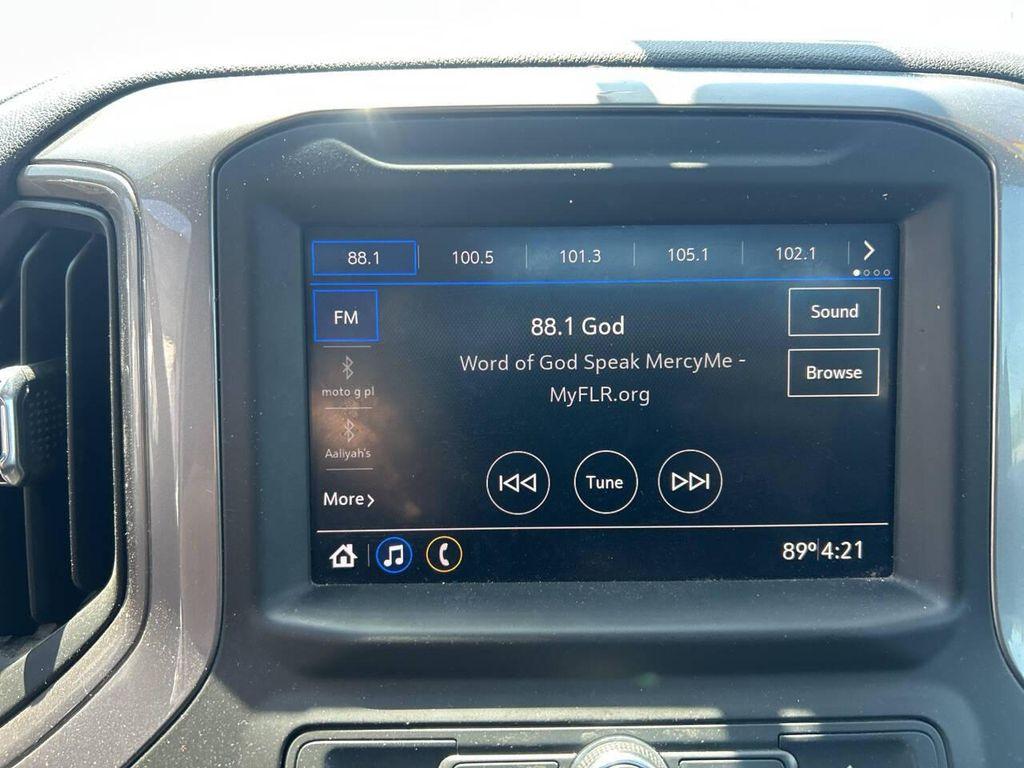 88.1 100.5 101.3 105.1 102.1
FM
88.1 God
Sound
Word of God Speak MercyMe -
MyFLR.org
Browse
moto g pl
Aaliyah's
More
Tune
89° 4:21